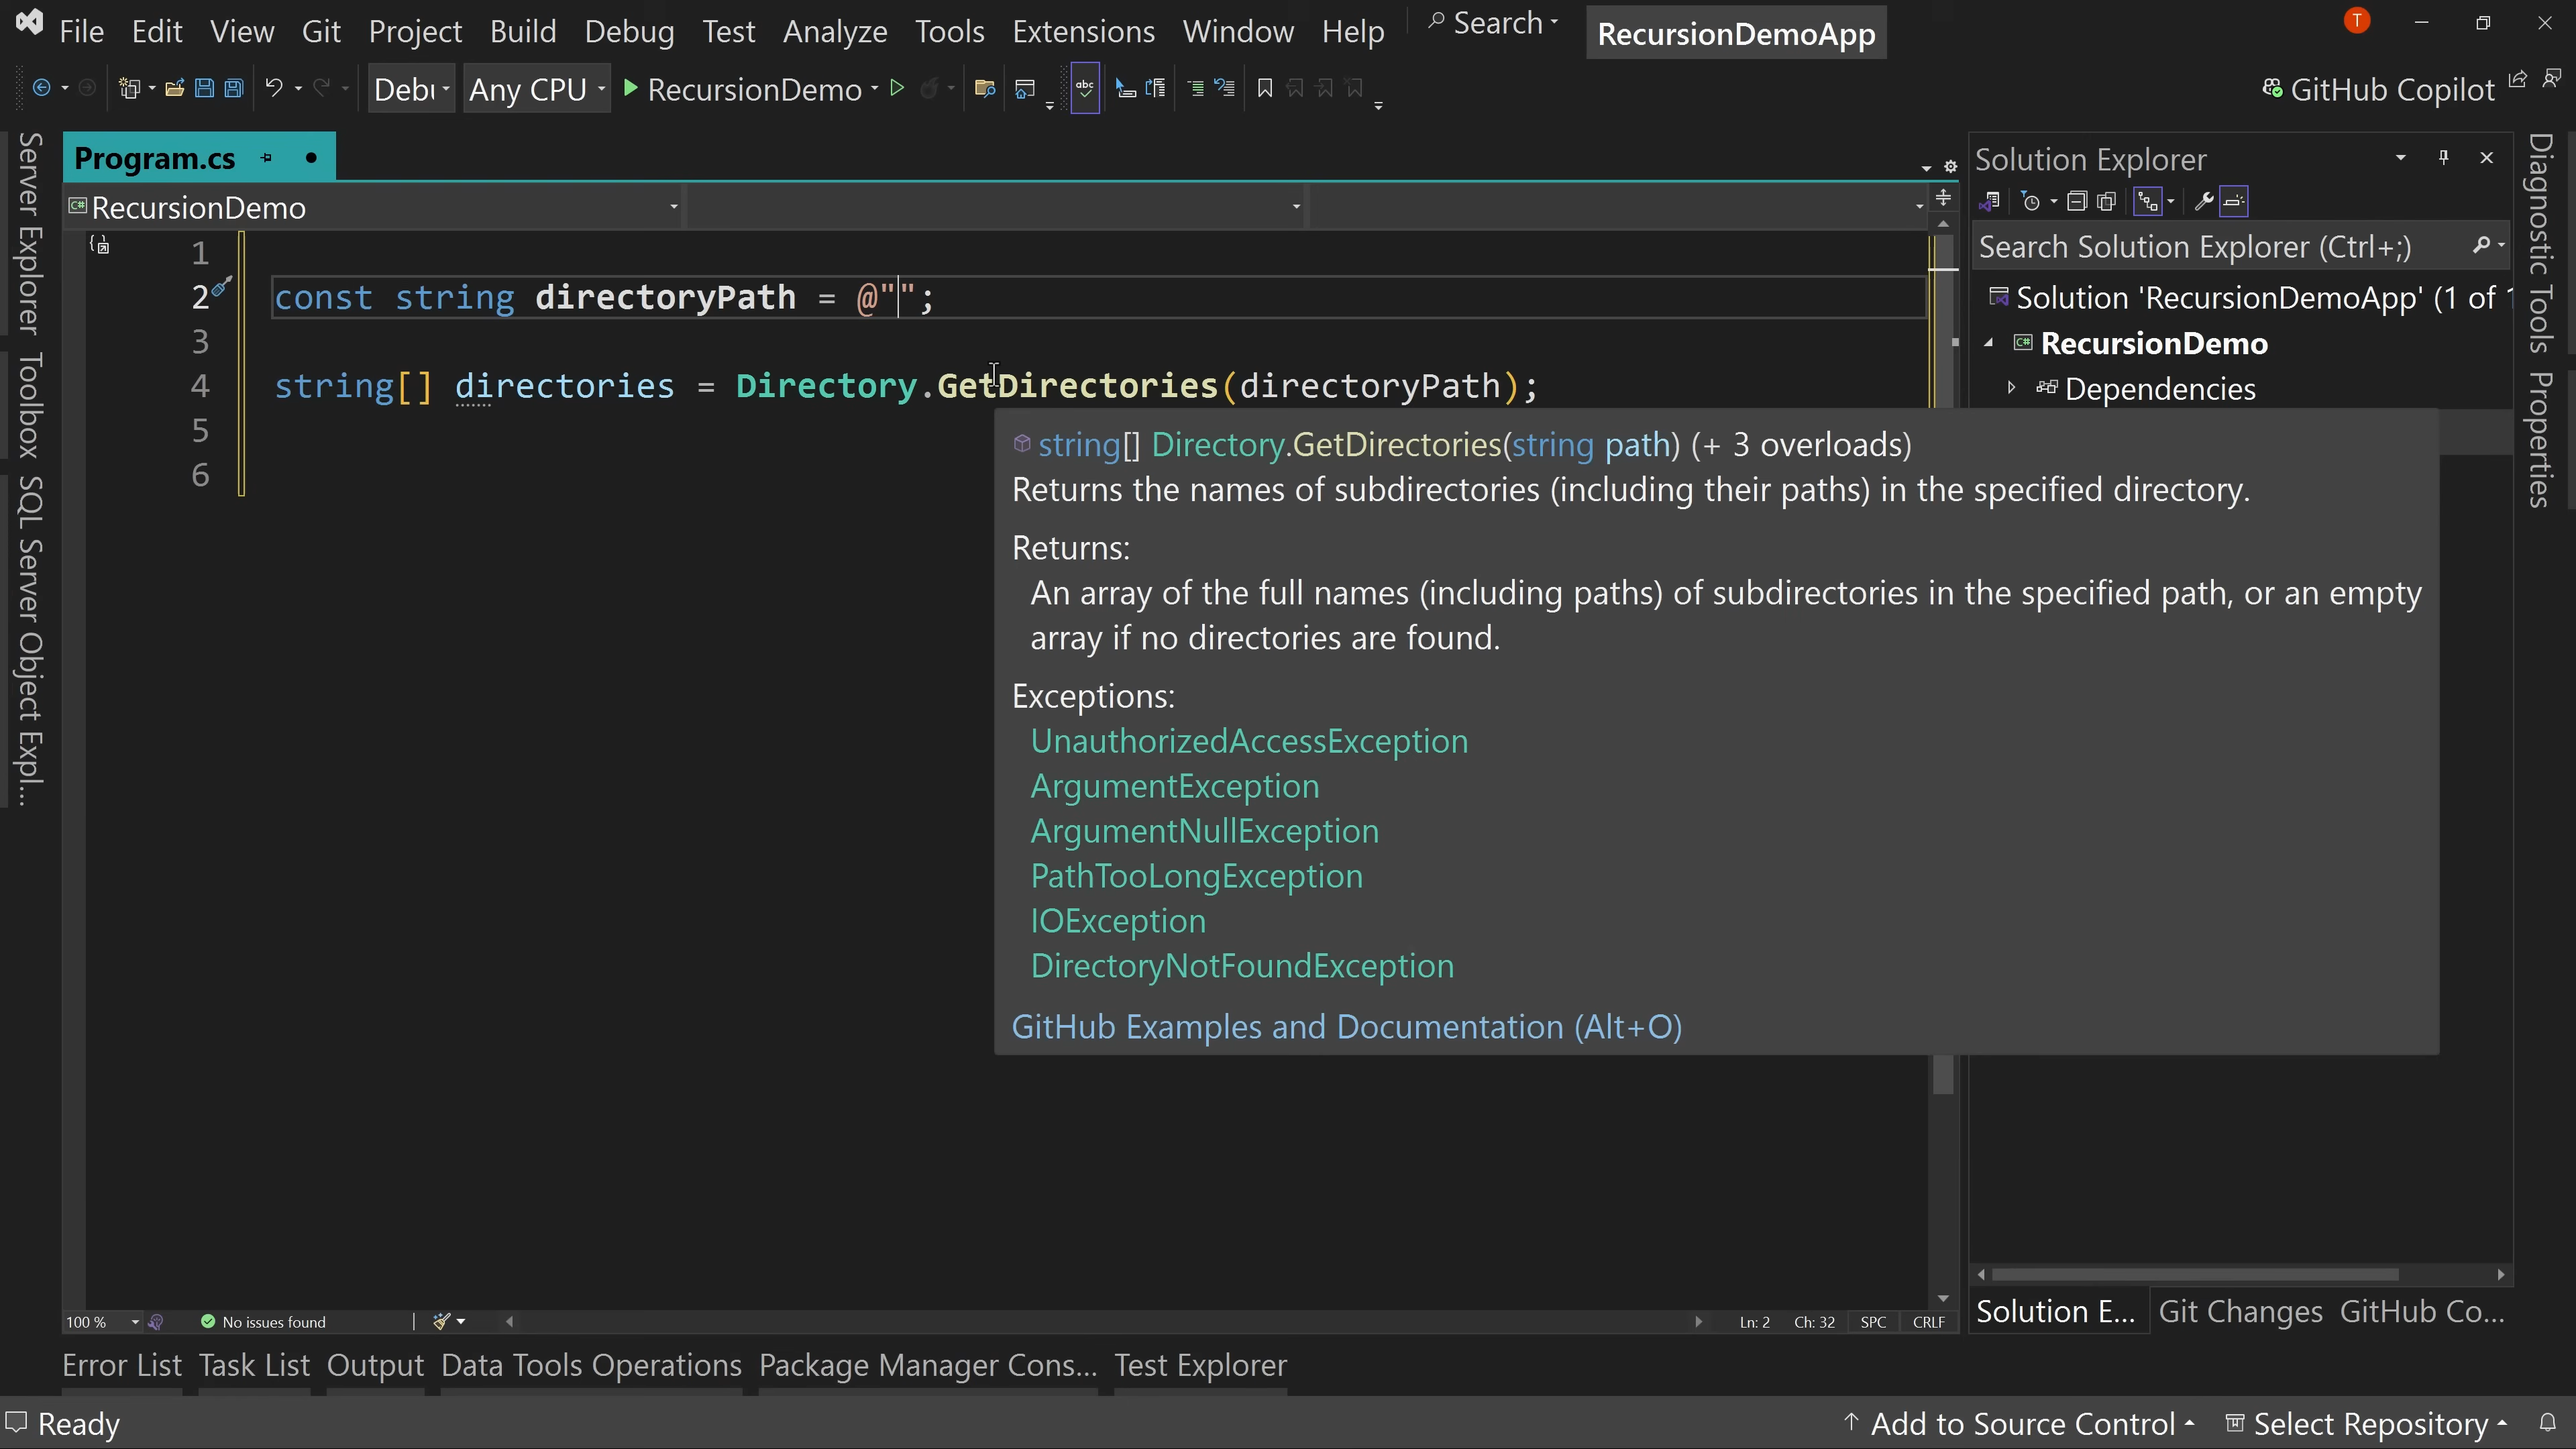 File Edit View Git Project Build Debug Test Analyze Tools Extensions Window Help Search RecursionDemoApp T
Debu Any CPU RecursionDemo abc GitHub Copilot
Program.cs
RecursionDemo
1
2 const string directoryPath = @"";
3
4 string[] directories = Directory.GetDirectories(directoryPath);
5
6
string[] Directory.GetDirectories(string path) (+ 3 overloads)
Returns the names of subdirectories (including their paths) in the specified directory.
Returns:
An array of the full names (including paths) of subdirectories in the specified path, or an empty
array if no directories are found.
Exceptions:
UnauthorizedAccessException
ArgumentException
ArgumentNullException
PathTooLongException
IOException
DirectoryNotFoundException
GitHub Examples and Documentation (Alt+O)
Solution Explorer
Search Solution Explorer (Ctrl+;)
Solution 'RecursionDemoApp' (1 of 1
C# RecursionDemo
Dependencies
Server Explorer
Toolbox
SQL Server Object Expl...
Diagnostic Tools
Properties
100 % No issues found Ln: 2 Ch: 32 SPC CRLF
Solution E... Git Changes GitHub Co...
Error List Task List Output Data Tools Operations Package Manager Cons... Test Explorer
Ready Add to Source Control Select Repository